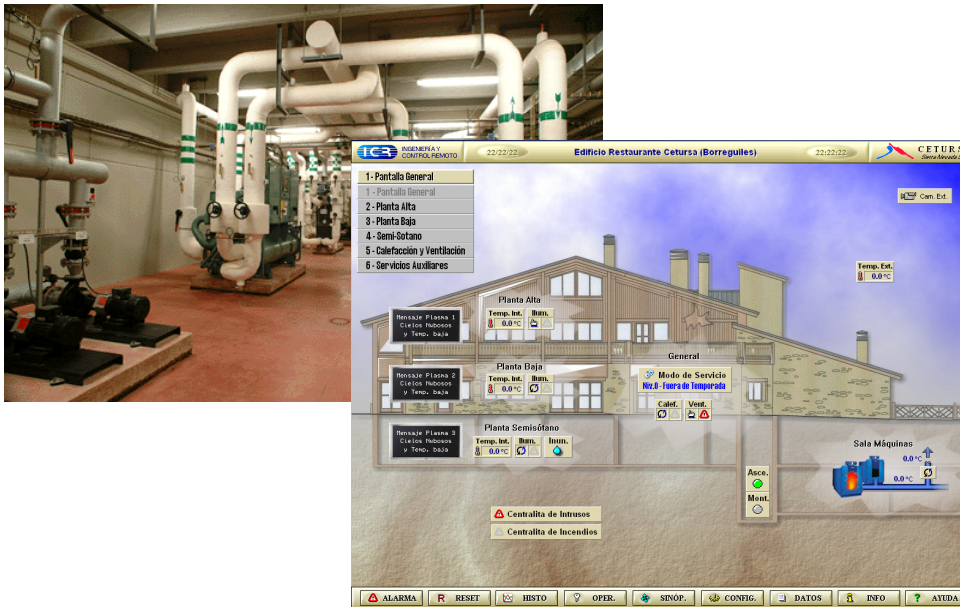 ICR
INGENIERÍA Y
CONTROL REMOTO
22/22/22
Edificio Restaurante Cetursa (Borreguiles)
22:22:22
CETURS
Sierra Nevada
1 - Pantalla General
1 - Pantalla General
2 - Planta Alta
3 - Planta Baja
4 - Semi-Sotano
5 - Calefacción y Ventilación
6 - Servicios Auxiliares
Cam. Ext.
Temp. Ext.
0.0 °C
Planta Alta
Mensaje Plasma 1
Cielos Nubosos
y Temp. baja
Temp. Int.
0.0 °C
Ilum.
Planta Baja
Mensaje Plasma 2
Cielos Nubosos
y Temp. baja
Temp. Int.
0.0 °C
Ilum.
General
Modo de Servicio
Niv.0 - Fuera de Temporada
Calef.
Vent.
Planta Semisótano
Mensaje Plasma 3
Cielos Nubosos
y Temp. baja
Temp. Int.
0.0 °C
Ilum.
Inun.
Sala Máquinas
0.0 °C
0.0 °C
Asce.
Mont.
Centralita de Intrusos
Centralita de Incendios
ALARMA
R RESET
HISTO
OPER.
SINÓP.
CONFIG.
DATOS
INFO
? AYUDA